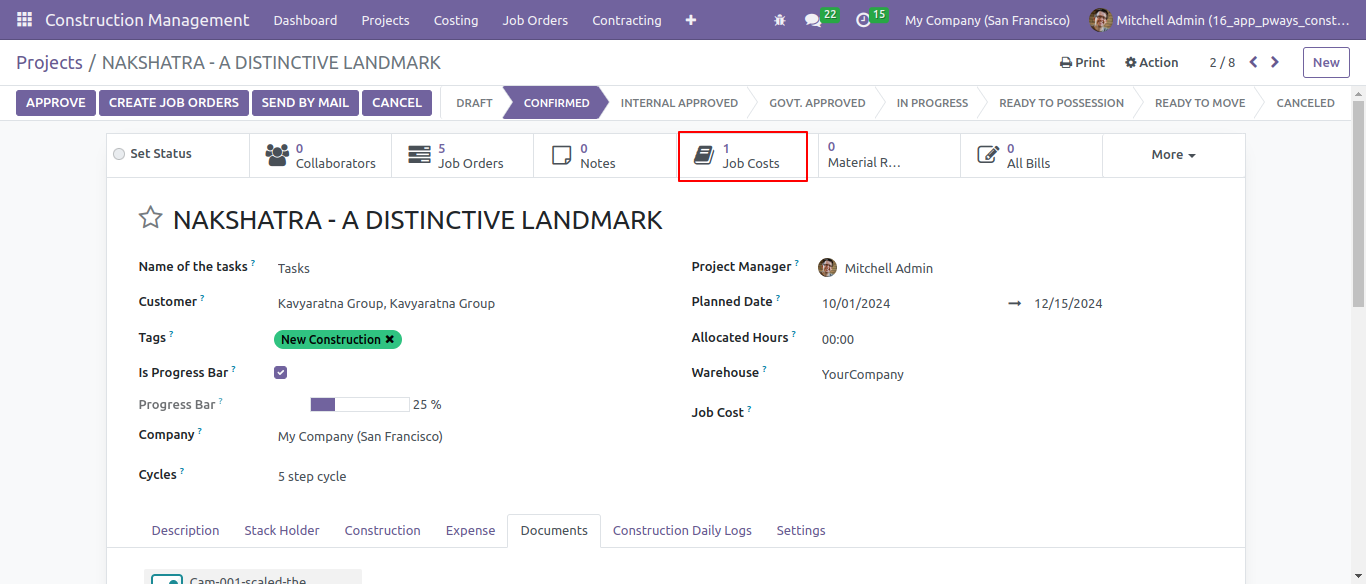 Construction Management Dashboard Projects Costing Job Orders Contracting + 22 15 My Company (San Francisco) Mitchell Admin (16_app_pways_const...
Projects / NAKSHATRA - A DISTINCTIVE LANDMARK Print Action 2 / 8 New
APPROVE CREATE JOB ORDERS SEND BY MAIL CANCEL DRAFT CONFIRMED INTERNAL APPROVED GOVT. APPROVED IN PROGRESS READY TO POSSESSION READY TO MOVE CANCELED
Set Status
0
Collaborators
5
Job Orders
0
Notes
1
Job Costs
0
Material R...
0
All Bills
More
NAKSHATRA - A DISTINCTIVE LANDMARK
Name of the tasks ? Tasks
Customer ? Kavyaratna Group, Kavyaratna Group
Tags ? New Construction ✖
Is Progress Bar ?
Progress Bar ? 25 %
Company ? My Company (San Francisco)
Cycles ? 5 step cycle
Project Manager ? Mitchell Admin
Planned Date ? 10/01/2024 → 12/15/2024
Allocated Hours ? 00:00
Warehouse ? YourCompany
Job Cost ?
Description Stack Holder Construction Expense Documents Construction Daily Logs Settings
Cam-001-scaled-the